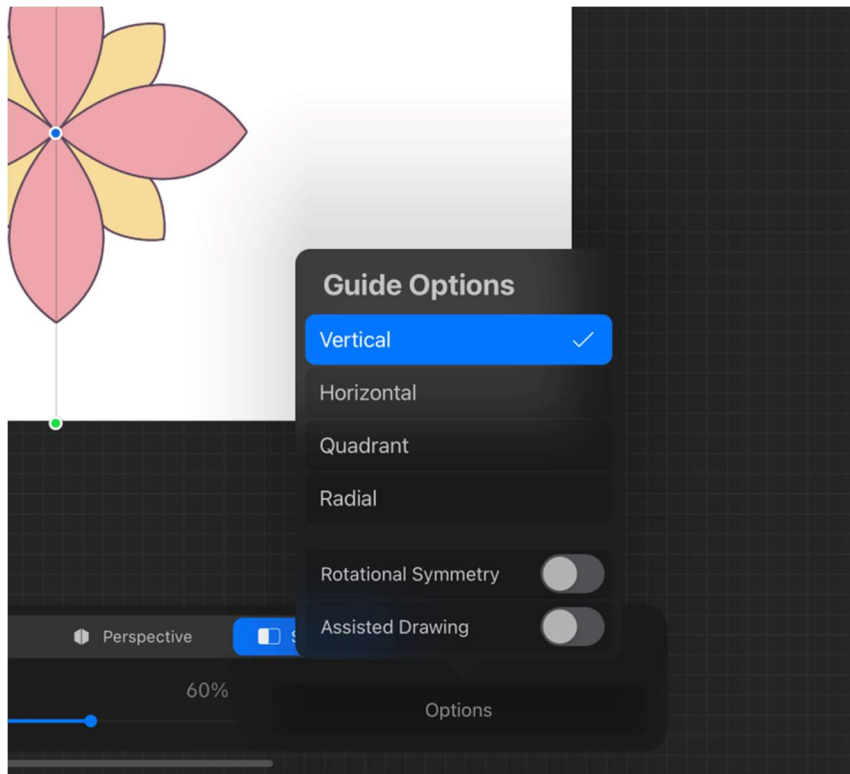 Guide Options
Vertical
Horizontal
Quadrant
Radial
Rotational Symmetry
Assisted Drawing
Perspective
60%
Options